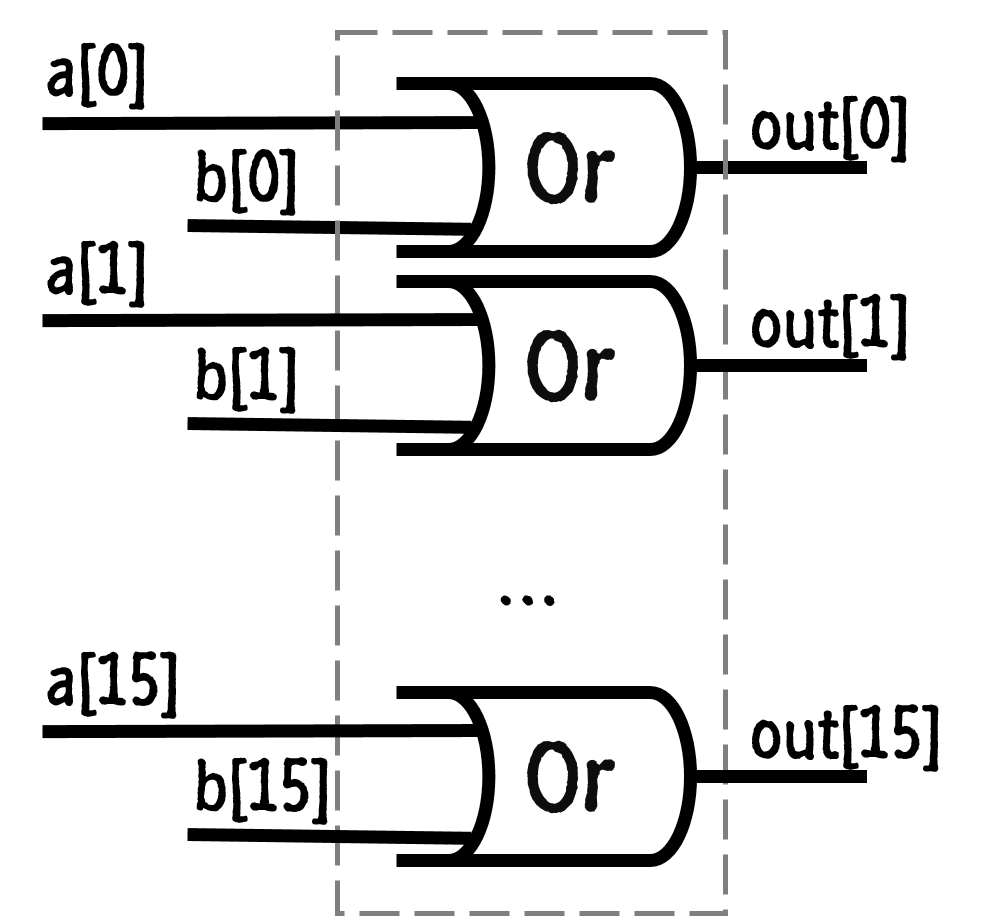 a[0]
b[0]
Or
out[0]
a[1]
b[1]
Or
out[1]
...
a[15]
b[15]
Or
out[15]